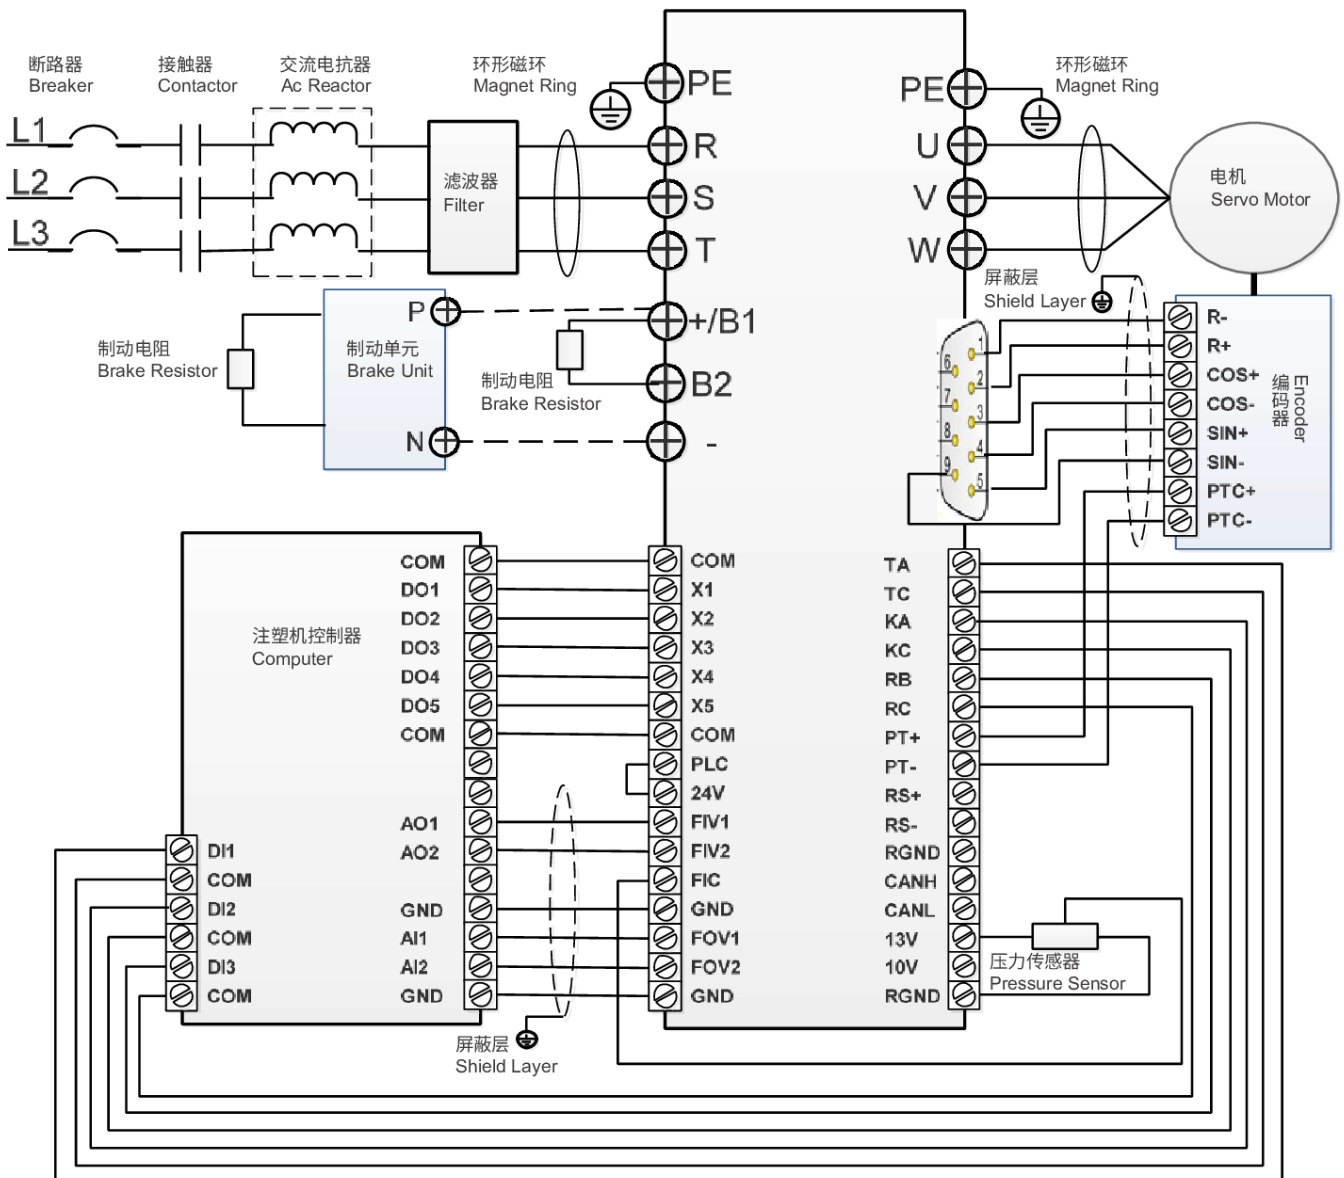 断路器
Breaker
接触器
Contactor
交流电抗器
Ac Reactor
环形磁环
Magnet Ring
环形磁环
Magnet Ring
L1
L2
L3
滤波器
Filter
PE
R
S
T
+/B1
B2
-
PE
U
V
W
电机
Servo Motor
屏蔽层
Shield Layer
制动电阻
Brake Resistor
P
制动单元
Brake Unit
N
制动电阻
Brake Resistor
1
2
3
4
5
6
7
8
9
R-
R+
COS+
COS-
SIN+
SIN-
PTC+
PTC-
Encoder
编码器
注塑机控制器
Computer
COM
DO1
DO2
DO3
DO4
DO5
COM
AO1
AO2
GND
AI1
AI2
GND
DI1
COM
DI2
COM
DI3
COM
COM
X1
X2
X3
X4
X5
COM
PLC
24V
FIV1
FIV2
FIC
GND
FOV1
FOV2
GND
TA
TC
KA
KC
RB
RC
PT+
PT-
RS+
RS-
RGND
CANH
CANL
13V
10V
RGND
压力传感器
Pressure Sensor
屏蔽层
Shield Layer